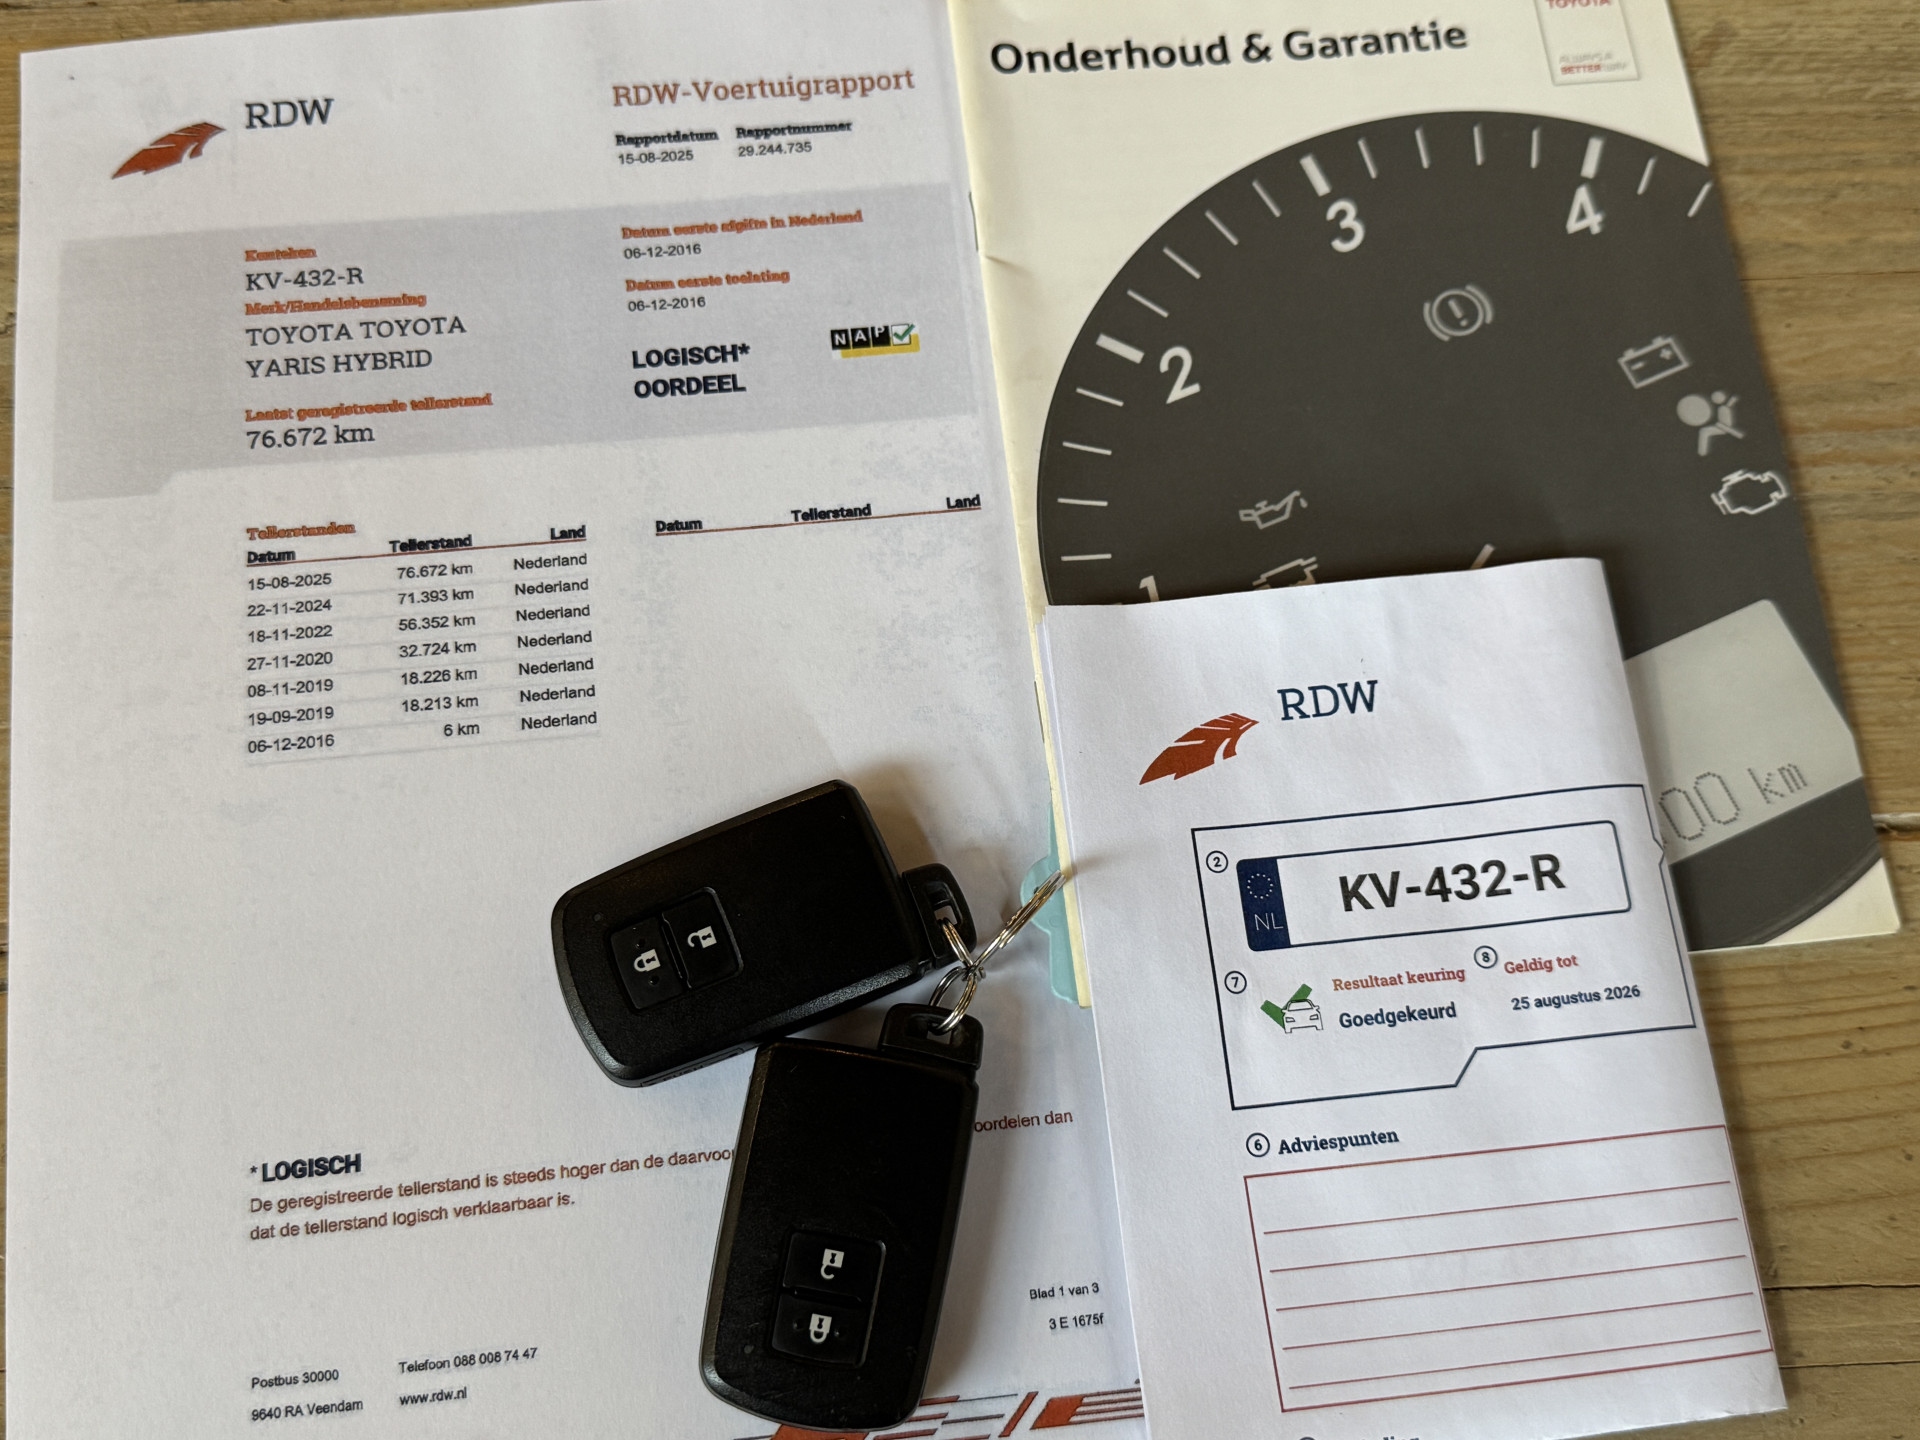 RDW
RDW-Voertuigrapport
Rapportdatum Rapportnummer
15-08-2025 29.244.735
Kenteken
KV-432-R
Merk/Handelsbenaming
TOYOTA TOYOTA
YARIS HYBRID
Laatst geregistreerde tellerstand
76.672 km
Datum eerste afgifte in Nederland
06-12-2016
Datum eerste toelating
06-12-2016
LOGISCH*
OORDEEL
NAP
Tellerstanden
Datum Tellerstand Land
15-08-2025 76.672 km Nederland
22-11-2024 71.393 km Nederland
18-11-2022 56.352 km Nederland
27-11-2020 32.724 km Nederland
08-11-2019 18.226 km Nederland
19-09-2019 18.213 km Nederland
06-12-2016 6 km Nederland
Datum Tellerstand Land
* LOGISCH
De geregistreerde tellerstand is steeds hoger dan de daarvoo oordelen dan
dat de tellerstand logisch verklaarbaar is.
Blad 1 van 3
3 E 1675f
Postbus 30000 Telefoon 088 008 74 47
9640 RA Veendam www.rdw.nl
Onderhoud & Garantie
TOYOTA
ALWAYS A
BETTER WAY
1
2
3
4
00 km
RDW
2
NL
KV-432-R
7 Resultaat keuring
Goedgekeurd
8 Geldig tot
25 augustus 2026
6 Adviespunten